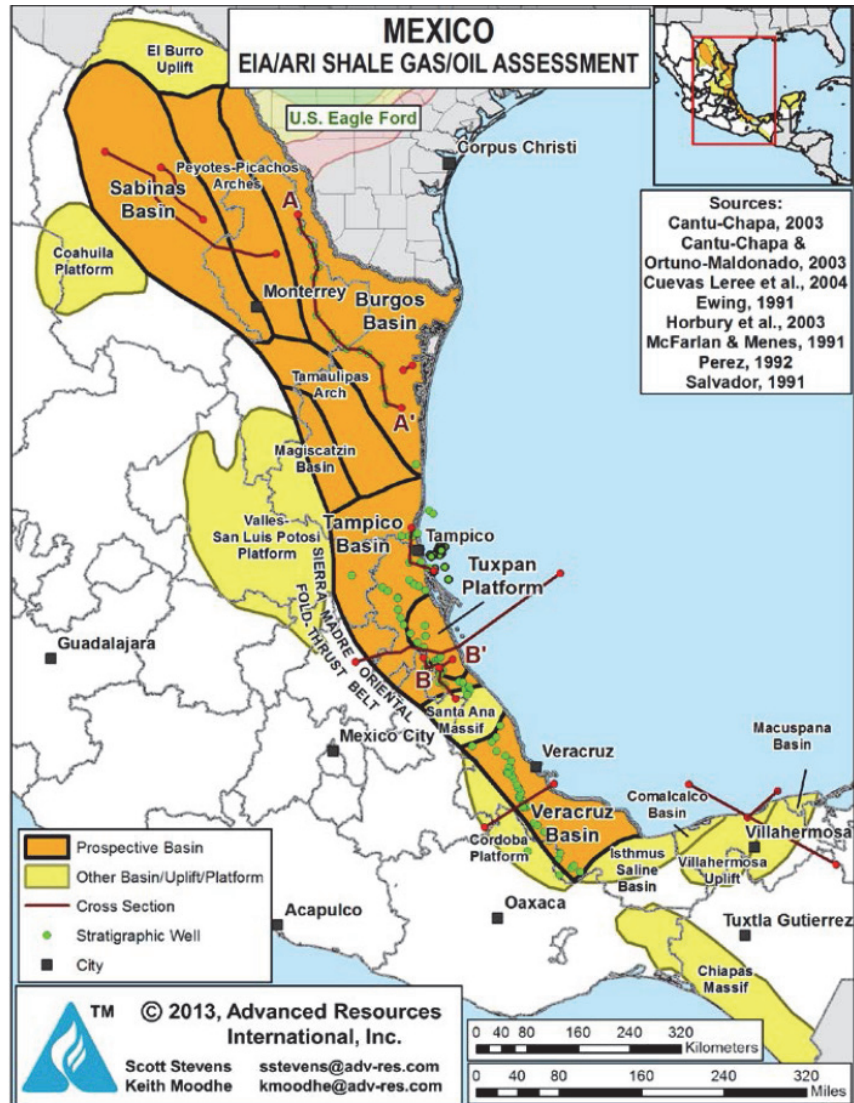 MEXICO
EIA/ARI SHALE GAS/OIL ASSESSMENT
El Burro
Uplift
U.S. Eagle Ford
Corpus Christi
Peyotes-Picachos
Arches
A
Sabinas
Basin
Coahuila
Platform
Monterrey
Burgos
Basin
Sources:
Cantu-Chapa, 2003
Cantu-Chapa &
Ortuno-Maldonado, 2003
Cuevas Leree et al., 2004
Ewing, 1991
Horbury et al., 2003
McFarlan & Menes, 1991
Perez, 1992
Salvador, 1991
Tamaulipas
Arch
A'
Magiscatzin
Basin
Valles-
San Luis Potosi
Platform
Tampico
Basin
Tampico
Tuxpan
Platform
SIERRA MADRE ORIENTAL
FOLD-THRUST BELT
Guadalajara
B'
B
Santa Ana
Massif
Mexico City
Veracruz
Macuspana
Basin
Comalcalco
Basin
Veracruz
Basin
Villahermosa
Cordoba
Platform
Isthmus
Saline
Basin
Villahermosa
Uplift
Oaxaca
Acapulco
Tuxtla Gutierrez
Chiapas
Massif
Prospective Basin
Other Basin/Uplift/Platform
Cross Section
Stratigraphic Well
City
TM
© 2013, Advanced Resources
International, Inc.
Scott Stevens sstevens@adv-res.com
Keith Moodhe kmoodhe@adv-res.com
0 40 80 160 240 320
Kilometers
0 40 80 160 240 320
Miles